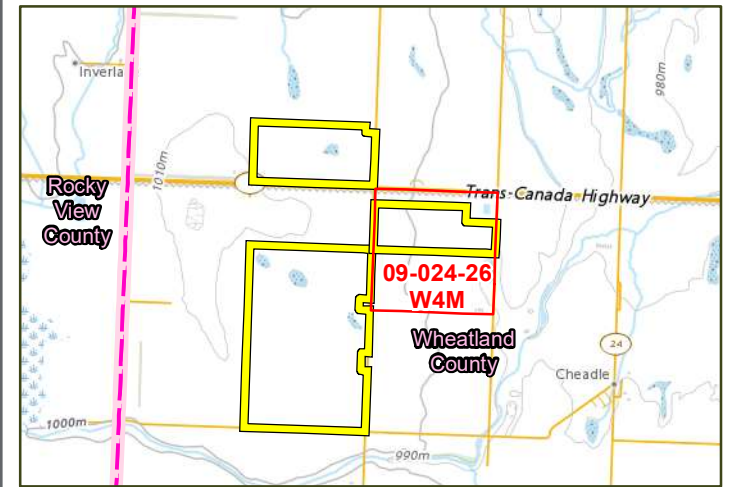 Inverla
980m
1010m
Rocky
View
County
Trans-Canada Highway
09-024-26
W4M
Wheatland
County
24
Cheadle
1000m
990m